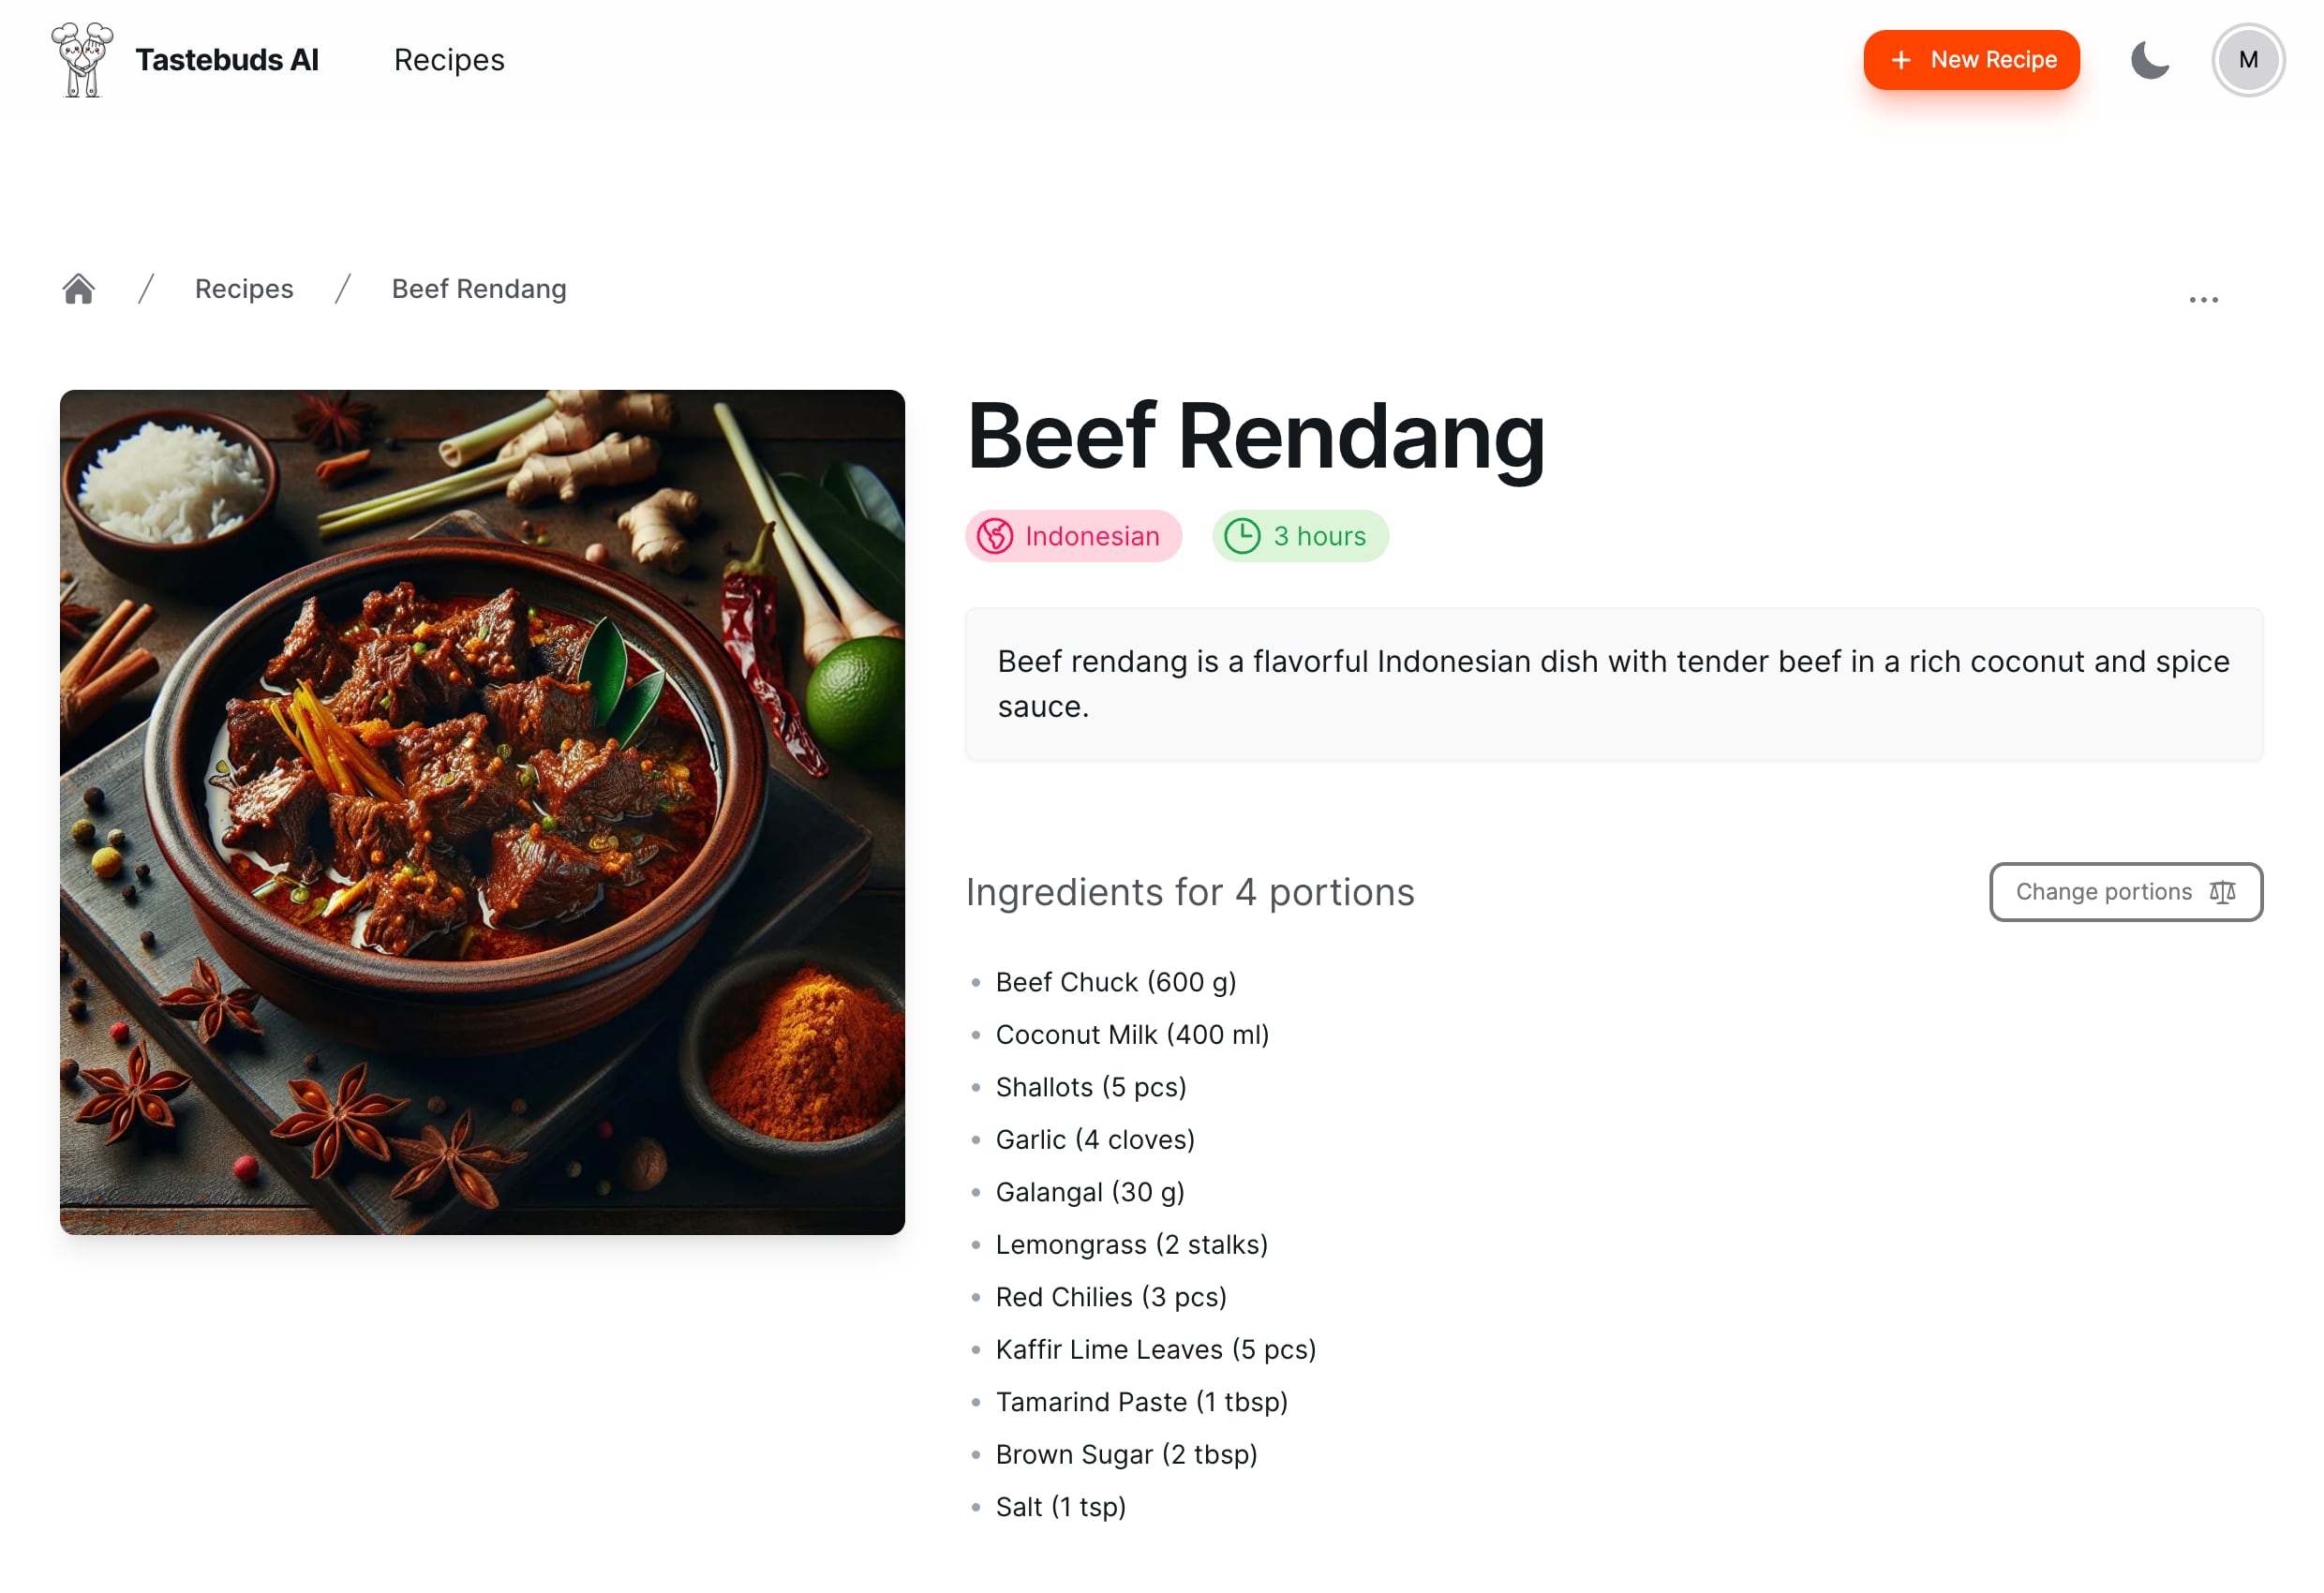 Tastebuds AI
Recipes
New Recipe
M
/ Recipes / Beef Rendang
Beef Rendang
Indonesian
3 hours
Beef rendang is a flavorful Indonesian dish with tender beef in a rich coconut and spice
sauce.
Ingredients for 4 portions
Change portions
• Beef Chuck (600 g)
• Coconut Milk (400 ml)
• Shallots (5 pcs)
• Garlic (4 cloves)
• Galangal (30 g)
• Lemongrass (2 stalks)
• Red Chilies (3 pcs)
• Kaffir Lime Leaves (5 pcs)
• Tamarind Paste (1 tbsp)
• Brown Sugar (2 tbsp)
• Salt (1 tsp)